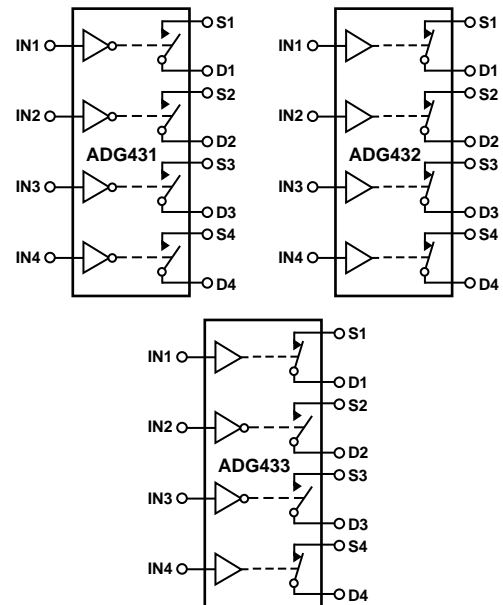 S1
IN1
D1
S2
IN2
D2
ADG431
S3
IN3
D3
S4
IN4
D4
S1
IN1
D1
S2
IN2
D2
ADG432
S3
IN3
D3
S4
IN4
D4
S1
IN1
D1
S2
IN2
D2
ADG433
S3
IN3
D3
S4
IN4
D4